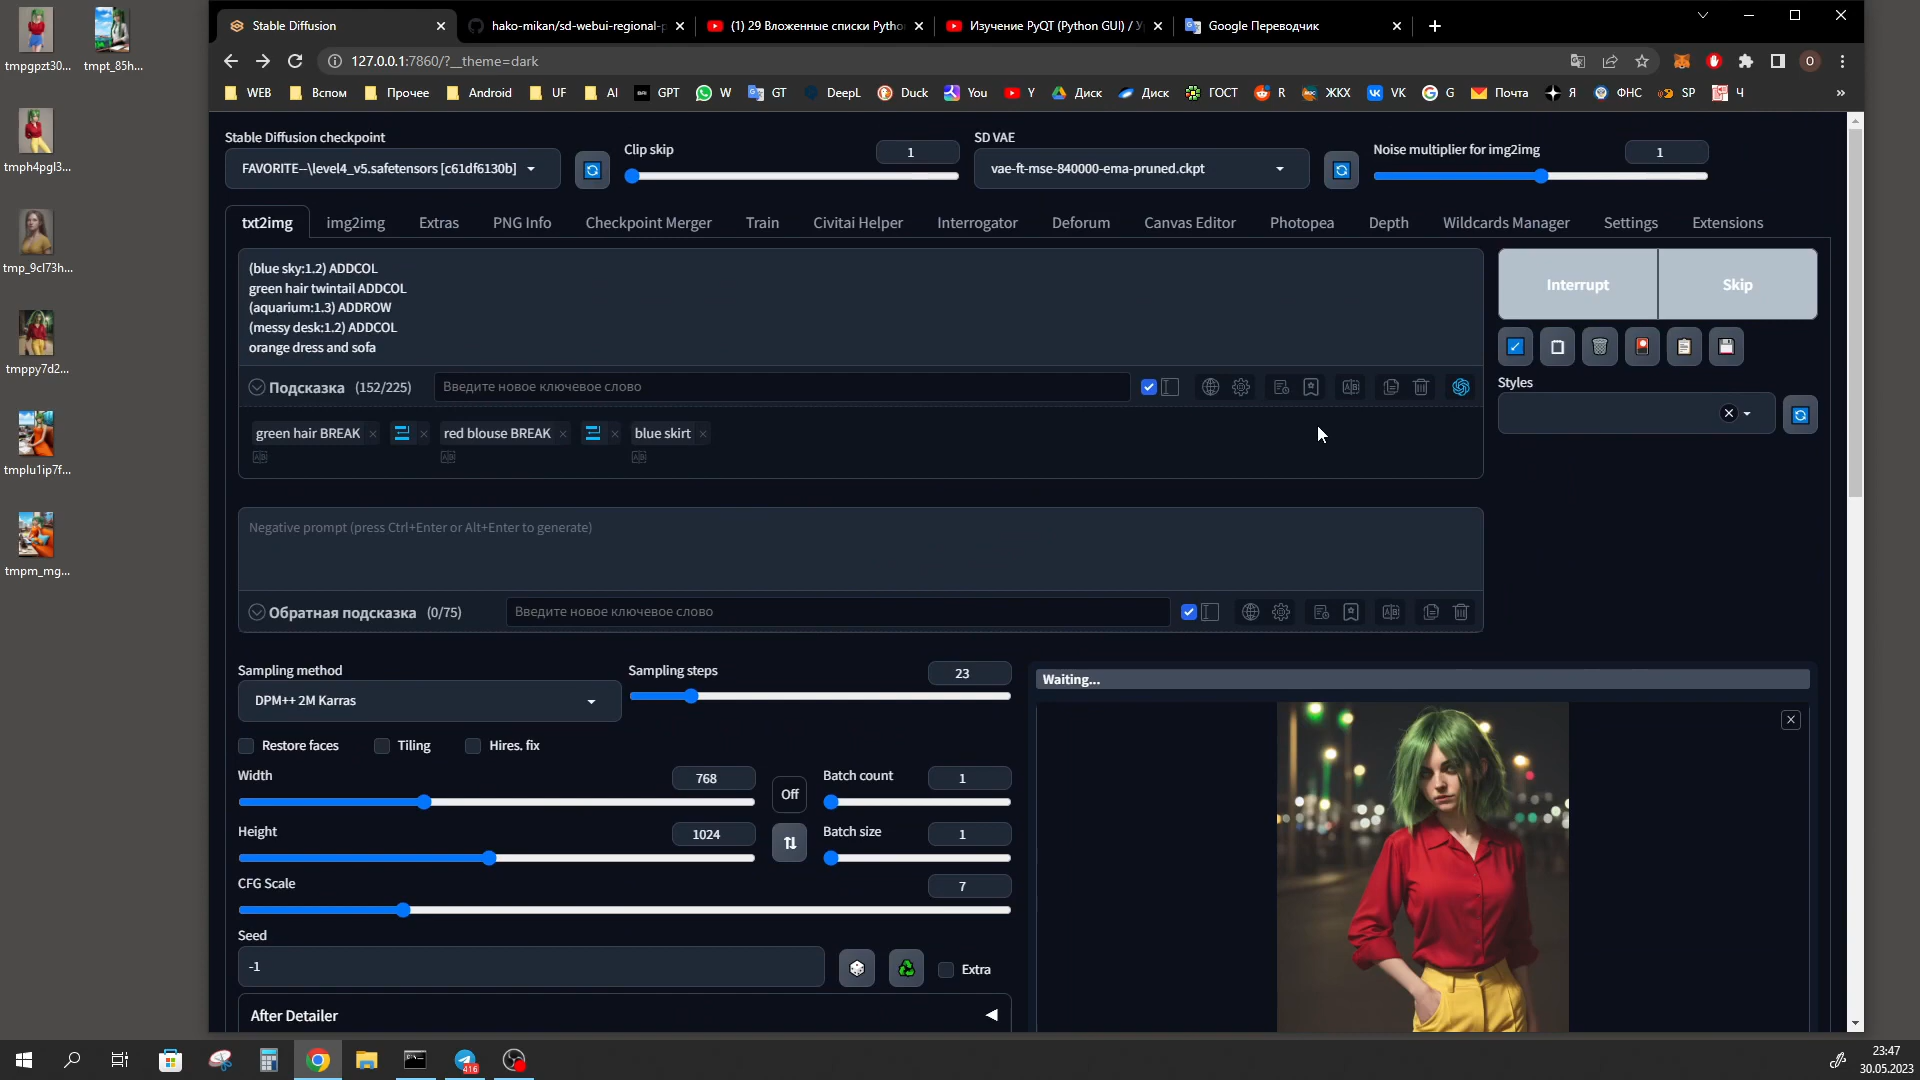 tmpgpzt30...
tmpt_85h...
tmph4pgl3...
tmp_9cl73h...
tmppy7d2...
tmplu1ip7f...
tmpm_mg...
Stable Diffusion
hako-mikan/sd-webui-regional-p
(1) 29 Вложенные списки Pytho
Изучение PyQT (Python GUI) / У
Google Переводчик
127.0.0.1:7860/?__theme=dark
WEB
Вспом
Прочее
Android
UF
AI
GPT
W
GT
DeepL
Duck
You
Y
Диск
Диск
ГОСТ
R
ЖКХ
VK
G
Почта
Я
ФНС
SP
Ч
»
Stable Diffusion checkpoint
FAVORITE--\level4_v5.safetensors [c61df6130b]
Clip skip
1
SD VAE
vae-ft-mse-840000-ema-pruned.ckpt
Noise multiplier for img2img
1
txt2img
img2img
Extras
PNG Info
Checkpoint Merger
Train
Civitai Helper
Interrogator
Deforum
Canvas Editor
Photopea
Depth
Wildcards Manager
Settings
Extensions
(blue sky:1.2) ADDCOL
green hair twintail ADDCOL
(aquarium:1.3) ADDROW
(messy desk:1.2) ADDCOL
orange dress and sofa
Interrupt
Skip
Styles
Подсказка (152/225)
Введите новое ключевое слово
green hair BREAK
red blouse BREAK
blue skirt
Negative prompt (press Ctrl+Enter or Alt+Enter to generate)
Обратная подсказка (0/75)
Введите новое ключевое слово
Sampling method
DPM++ 2M Karras
Sampling steps
23
Waiting...
Restore faces
Tiling
Hires. fix
Width
768
Off
Batch count
1
Height
1024
Batch size
1
CFG Scale
7
Seed
-1
Extra
After Detailer
416
23:47
30.05.2023